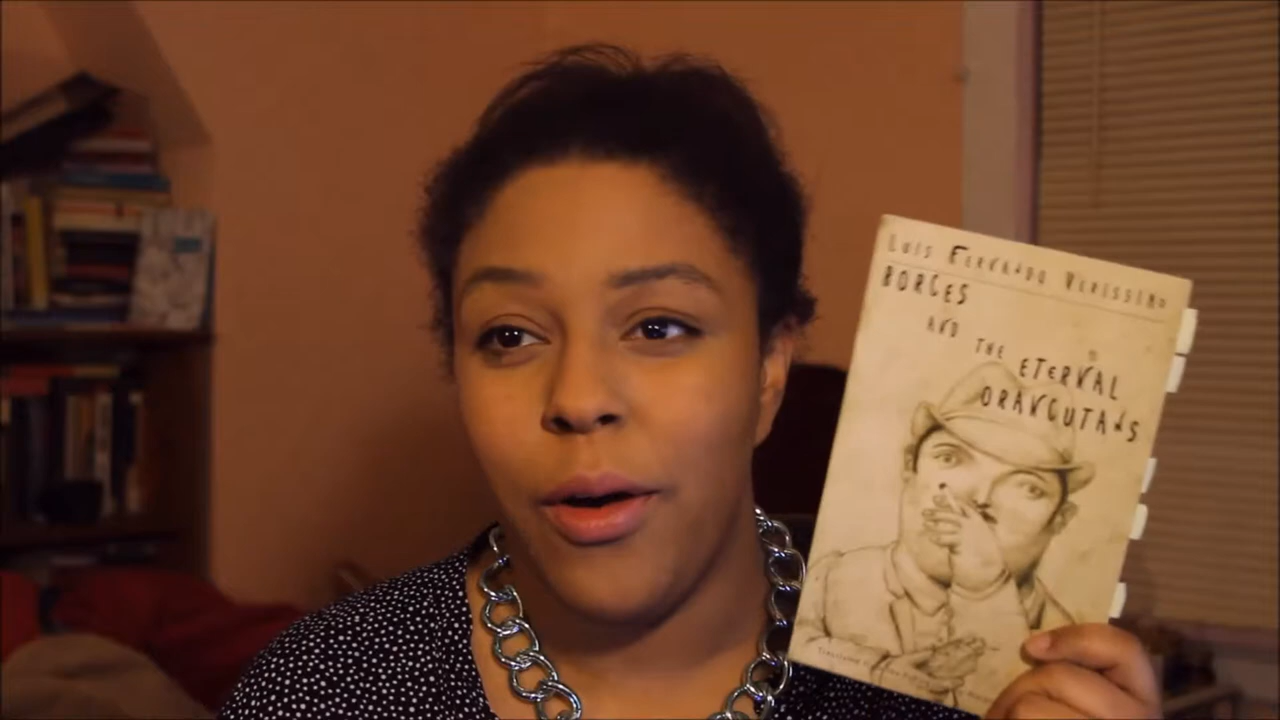 LUIS FERNANDO VERISSIMO
BORGES
AND
THE
ETERNAL
ORANGUTANS